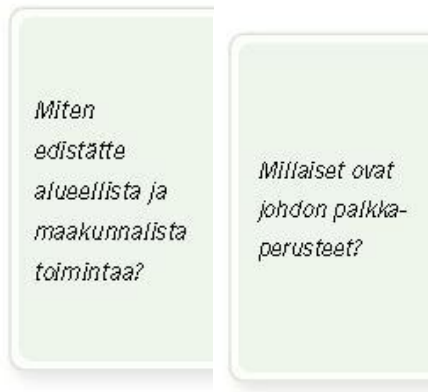 Miten
edistätte
alueellista ja
maakunnalista
toimintaa?
Millaiset ovat
johdon palkka-
perusteet?